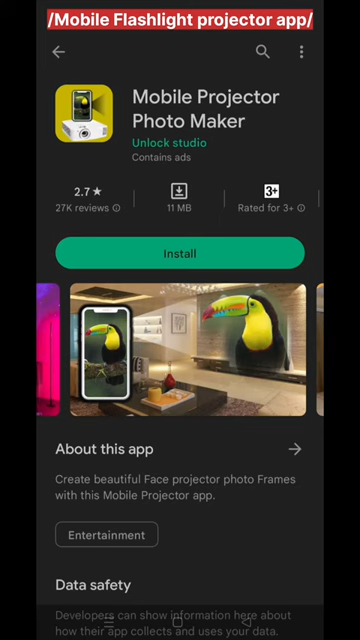 /Mobile Flashlight projector app/
Mobile Projector
Photo Maker
Unlock studio
Contains ads
2.7★
27K reviews
11 MB
3+
Rated for 3+
Install
About this app
Create beautiful Face projector photo Frames
with this Mobile Projector app.
Entertainment
Data safety
Developers can show information here about
how their app collects and uses your data.